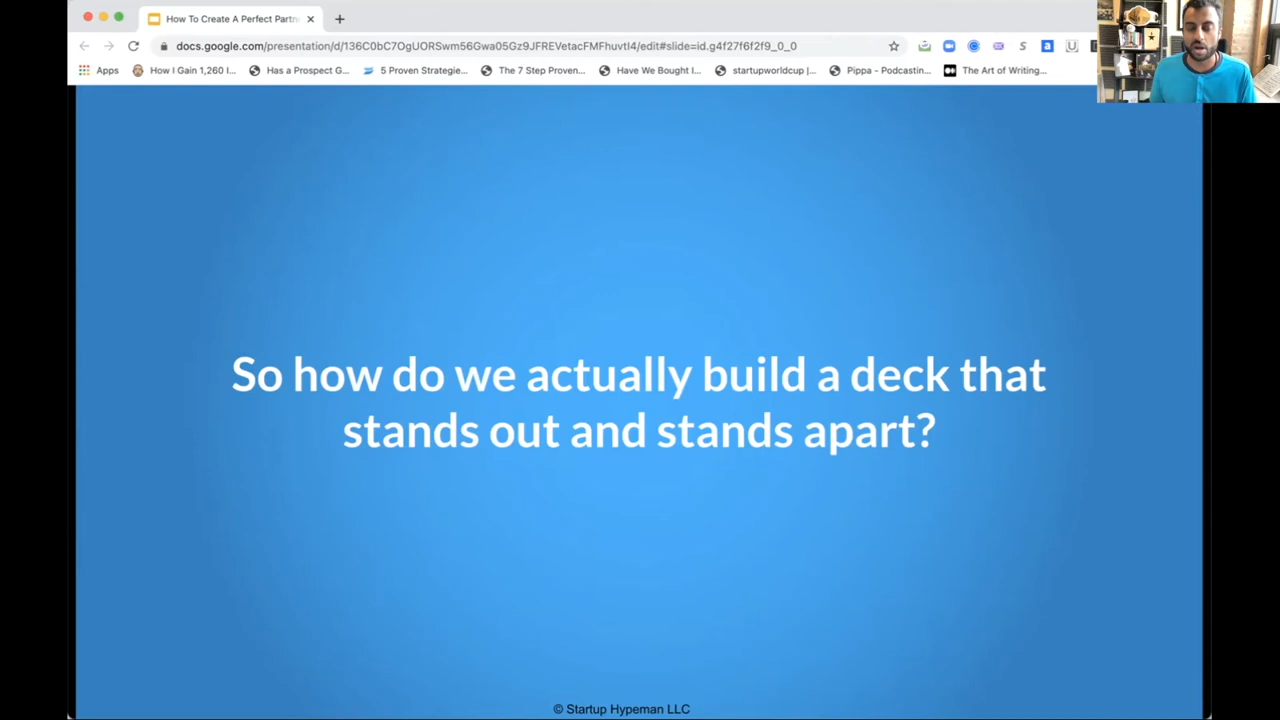 How To Create A Perfect Partn
docs.google.com/presentation/d/136C0bC7OgUORSwm56Gwa05Gz9JFREVetacFMFhuvtI4/edit#slide=id.g4f27f6f2f9_0_0
Apps How I Gain 1,260 I... Has a Prospect G... 5 Proven Strategie... The 7 Step Proven... Have We Bought I... startupworldcup |... Pippa - Podcastin... The Art of Writing...
So how do we actually build a deck that
stands out and stands apart?
© Startup Hypeman LLC